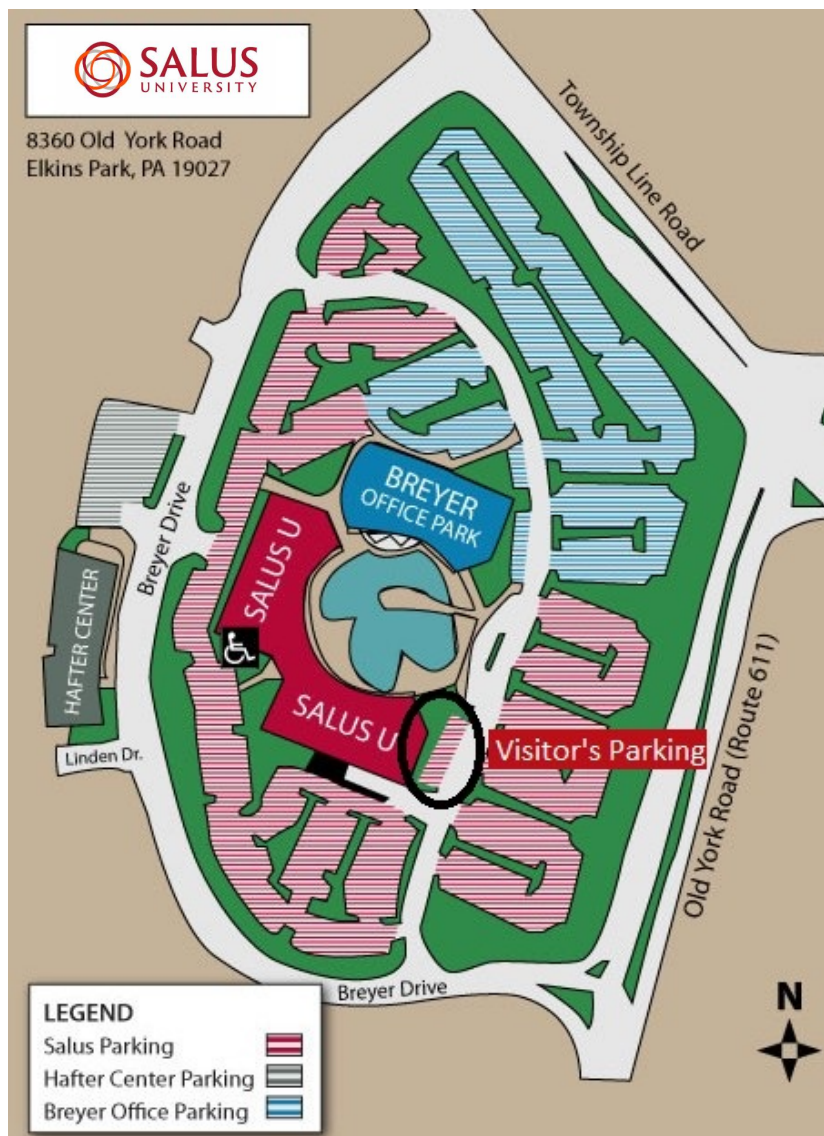 SALUS
UNIVERSITY
8360 Old York Road
Elkins Park, PA 19027
Township Line Road
BREYER
OFFICE PARK
Breyer Drive
SALUS U
HAFTER CENTER
SALUS U
Visitor's Parking
Linden Dr.
Old York Road (Route 611)
Breyer Drive
N
LEGEND
Salus Parking
Hafter Center Parking
Breyer Office Parking